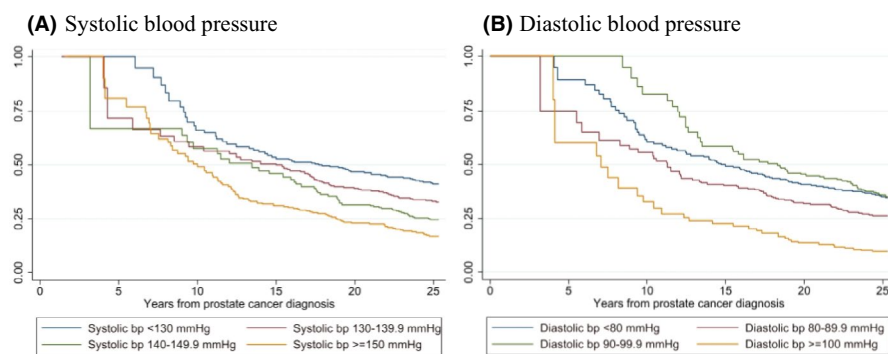 (A) Systolic blood pressure
1.00
0.75
0.50
0.25
0.00
0 5 10 15 20 25
Years from prostate cancer diagnosis
Systolic bp <130 mmHg Systolic bp 130-139.9 mmHg
Systolic bp 140-149.9 mmHg Systolic bp >=150 mmHg
(B) Diastolic blood pressure
1.00
0.75
0.50
0.25
0.00
0 5 10 15 20 25
Years from prostate cancer diagnosis
Diastolic bp <80 mmHg Diastolic bp 80-89.9 mmHg
Diastolic bp 90-99.9 mmHg Diastolic bp >=100 mmHg